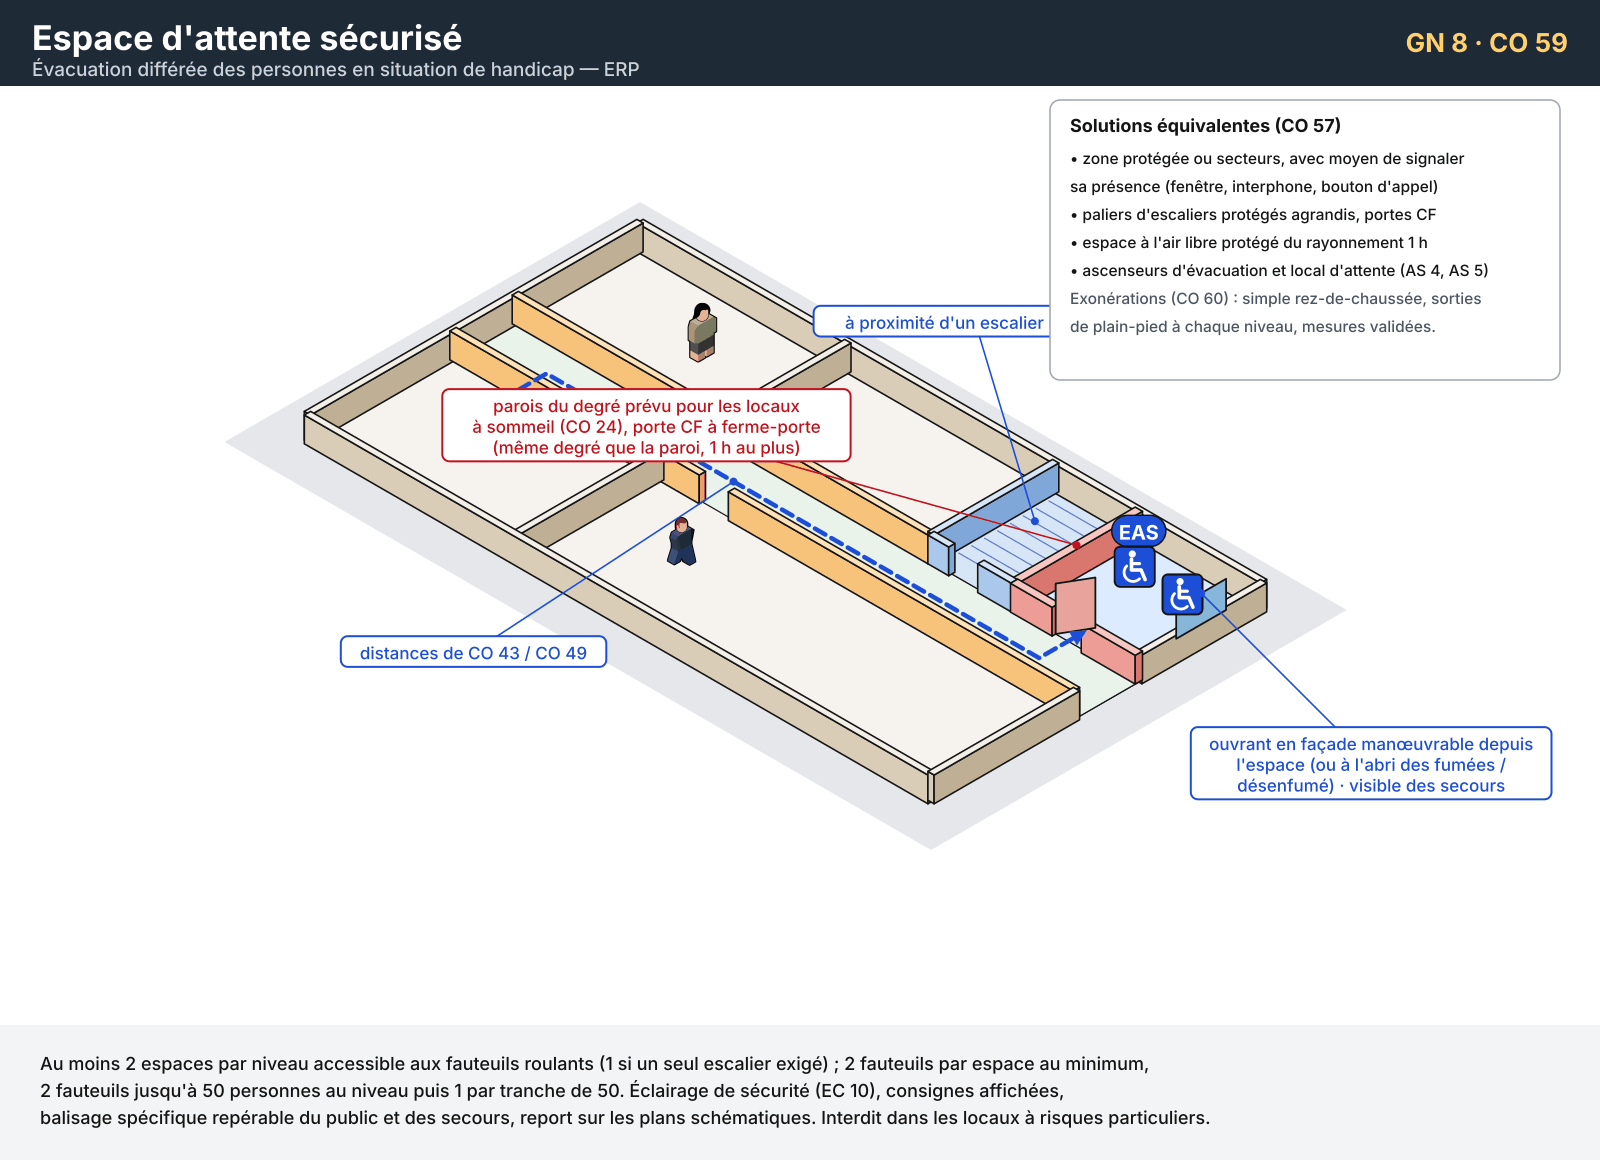 Espace d'attente sécurisé
Évacuation différée des personnes en situation de handicap — ERP
GN 8 · CO 59
Solutions équivalentes (CO 57)
• zone protégée ou secteurs, avec moyen de signaler
sa présence (fenêtre, interphone, bouton d'appel)
• paliers d'escaliers protégés agrandis, portes CF
• espace à l'air libre protégé du rayonnement 1 h
• ascenseurs d'évacuation et local d'attente (AS 4, AS 5)
Exonérations (CO 60) : simple rez-de-chaussée, sorties
de plain-pied à chaque niveau, mesures validées.
à proximité d'un escalier
parois du degré prévu pour les locaux
à sommeil (CO 24), porte CF à ferme-porte
(même degré que la paroi, 1 h au plus)
EAS
distances de CO 43 / CO 49
ouvrant en façade manœuvrable depuis
l'espace (ou à l'abri des fumées /
désenfumé) · visible des secours
Au moins 2 espaces par niveau accessible aux fauteuils roulants (1 si un seul escalier exigé) ; 2 fauteuils par espace au minimum,
2 fauteuils jusqu'à 50 personnes au niveau puis 1 par tranche de 50. Éclairage de sécurité (EC 10), consignes affichées,
balisage spécifique repérable du public et des secours, report sur les plans schématiques. Interdit dans les locaux à risques particuliers.